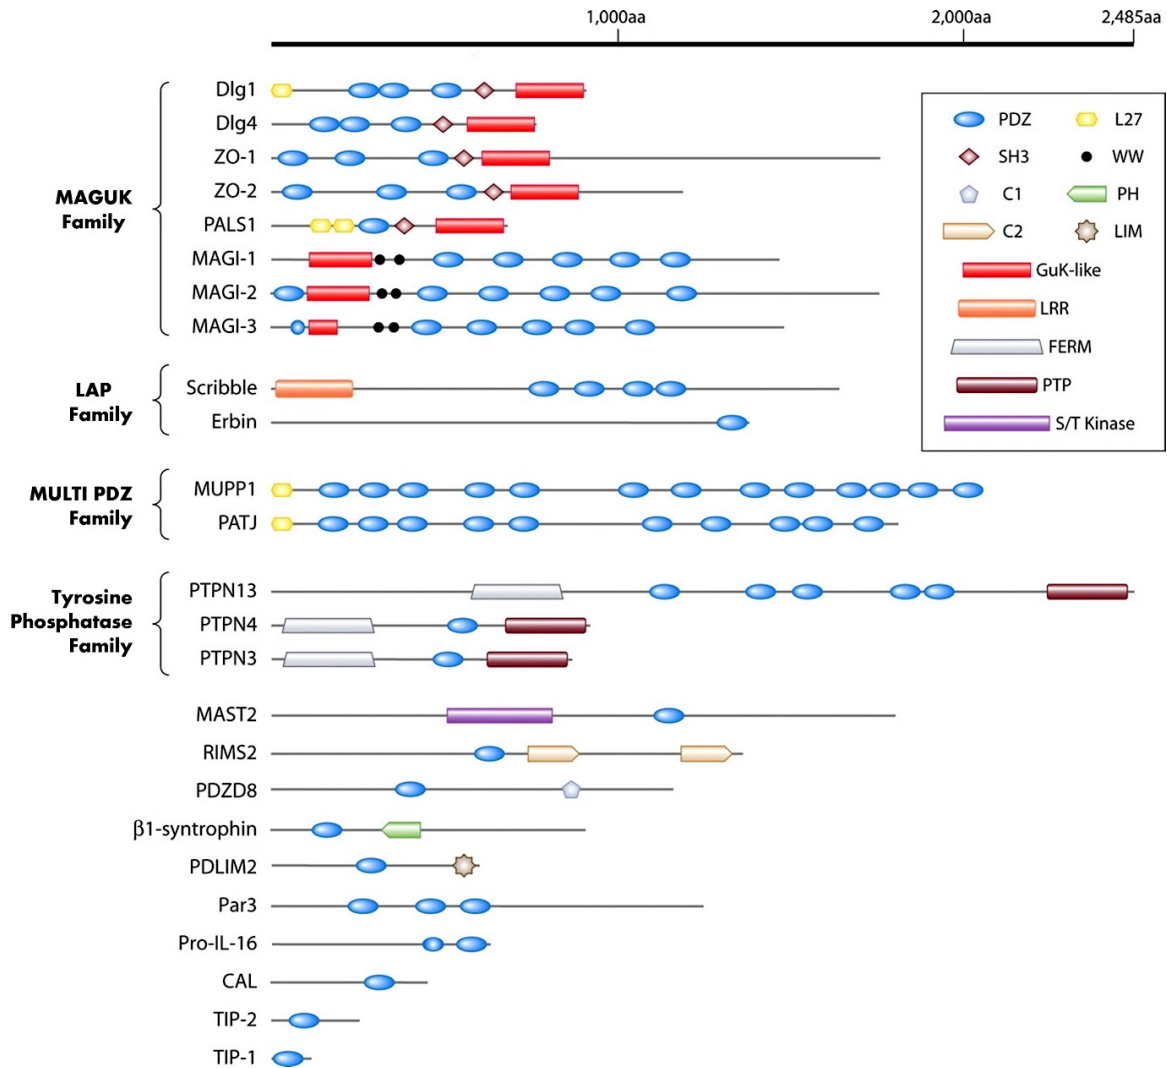 1,000aa 2,000aa 2,485aa
Dlg1
Dlg4
ZO-1
ZO-2
PALS1
MAGI-1
MAGI-2
MAGI-3
MAGUK
Family
Scribble
Erbin
LAP
Family
MUPP1
PATJ
MULTI PDZ
Family
PTPN13
PTPN4
PTPN3
Tyrosine
Phosphatase
Family
MAST2
RIMS2
PDZD8
β1-syntrophin
PDLIM2
Par3
Pro-IL-16
CAL
TIP-2
TIP-1
PDZ L27
SH3 WW
C1 PH
C2 LIM
GuK-like
LRR
FERM
PTP
S/T Kinase